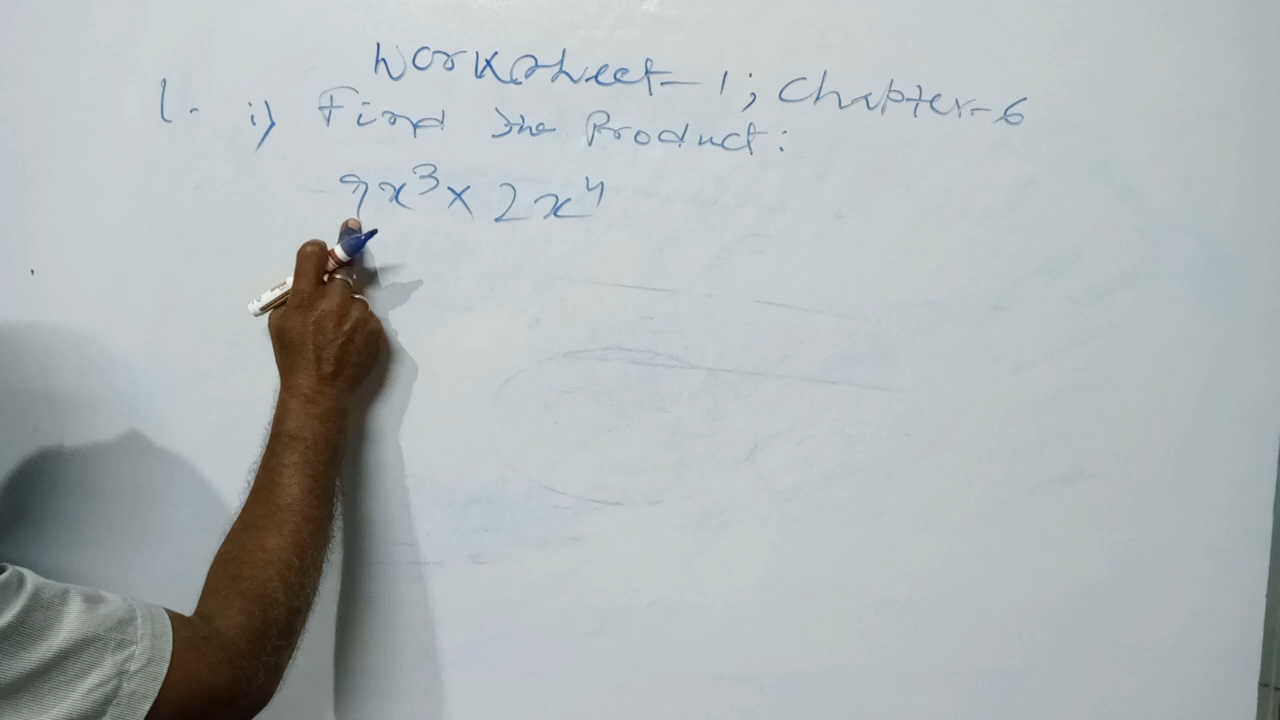 Worksheet-1; Chapter-6
1. i) Find the Product:
9x³ × 2x⁴